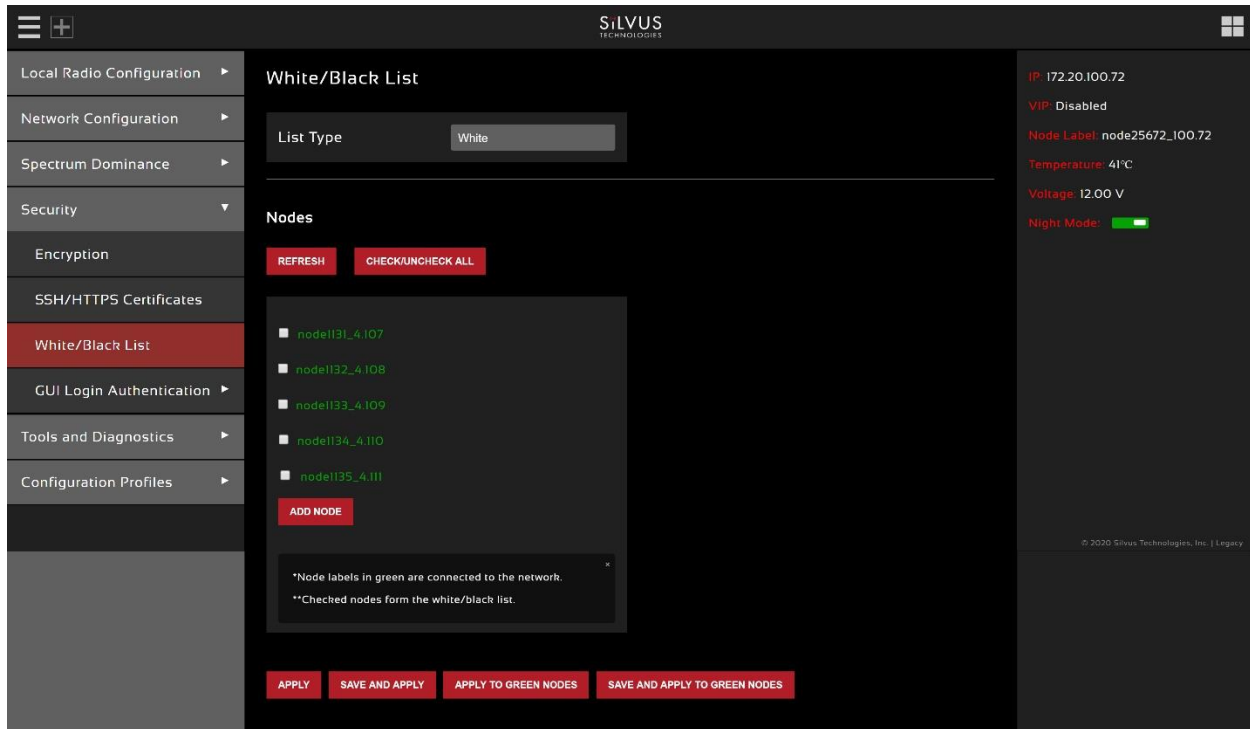 SiLVUS
TECHNOLOGIES
Local Radio Configuration
Network Configuration
Spectrum Dominance
Security
Encryption
SSH/HTTPS Certificates
White/Black List
GUI Login Authentication
Tools and Diagnostics
Configuration Profiles
White/Black List
List Type White
Nodes
REFRESH CHECK/UNCHECK ALL
node1131_4.107
node1132_4.108
node1133_4.109
node1134_4.110
node1135_4.111
ADD NODE
*Node labels in green are connected to the network.
**Checked nodes form the white/black list.
APPLY SAVE AND APPLY APPLY TO GREEN NODES SAVE AND APPLY TO GREEN NODES
IP: 172.20.100.72
VIP: Disabled
Node Label: node25672_100.72
Temperature: 41°C
Voltage: 12.00 V
Night Mode:
© 2020 Silvus Technologies, Inc. | Legacy